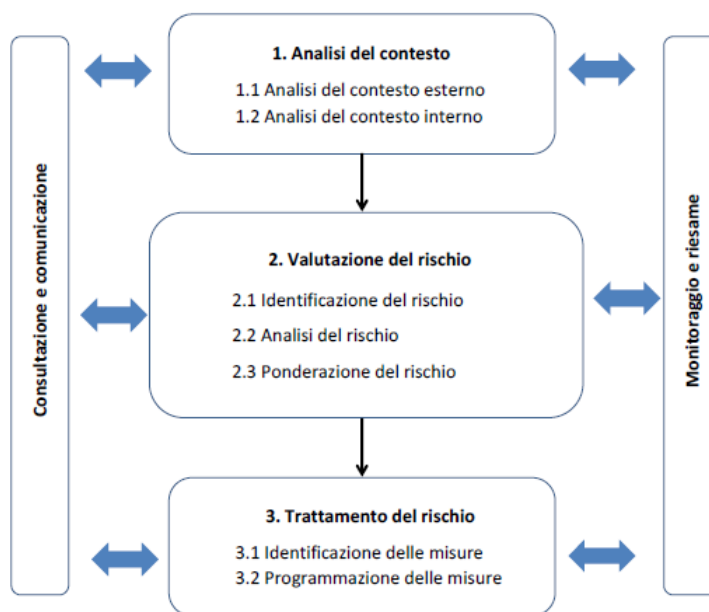 1. Analisi del contesto
1.1 Analisi del contesto esterno
1.2 Analisi del contesto interno
Consultazione e comunicazione
2. Valutazione del rischio
2.1 Identificazione del rischio
2.2 Analisi del rischio
2.3 Ponderazione del rischio
Monitoraggio e riesame
3. Trattamento del rischio
3.1 Identificazione delle misure
3.2 Programmazione delle misure